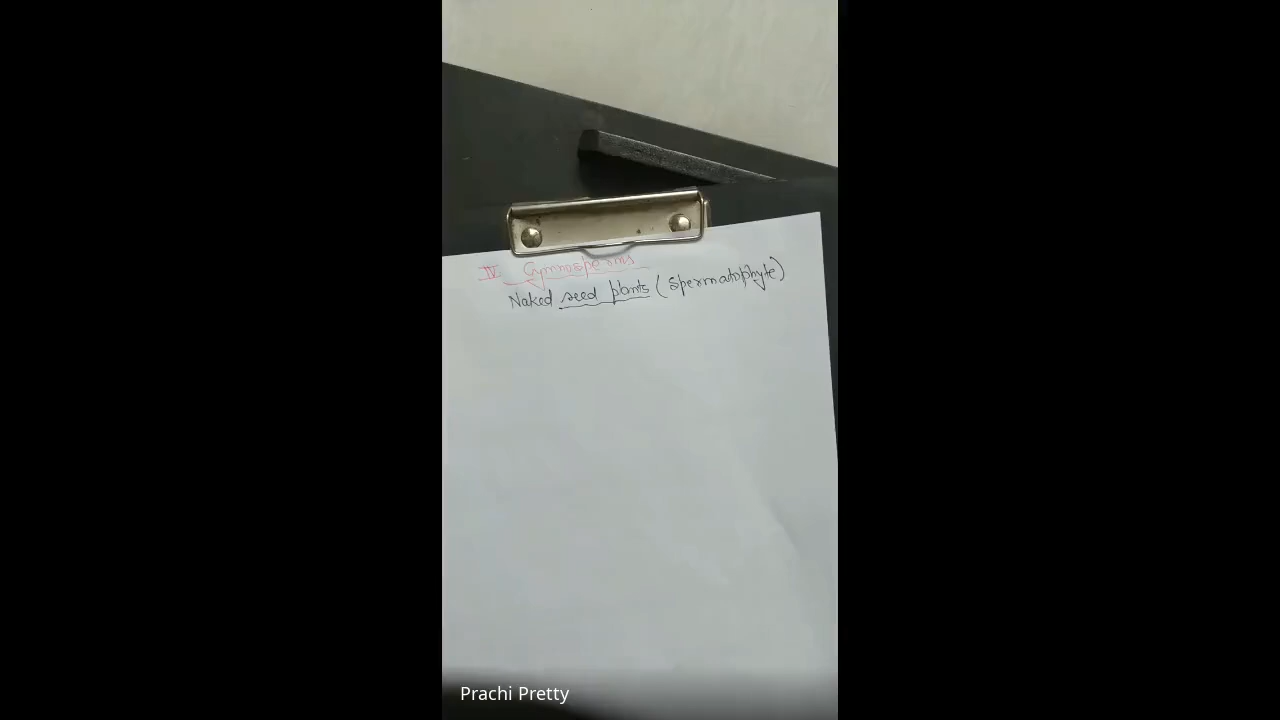 IV. Gymnosperms
Naked seed plants (Spermatophyte)
Prachi Pretty